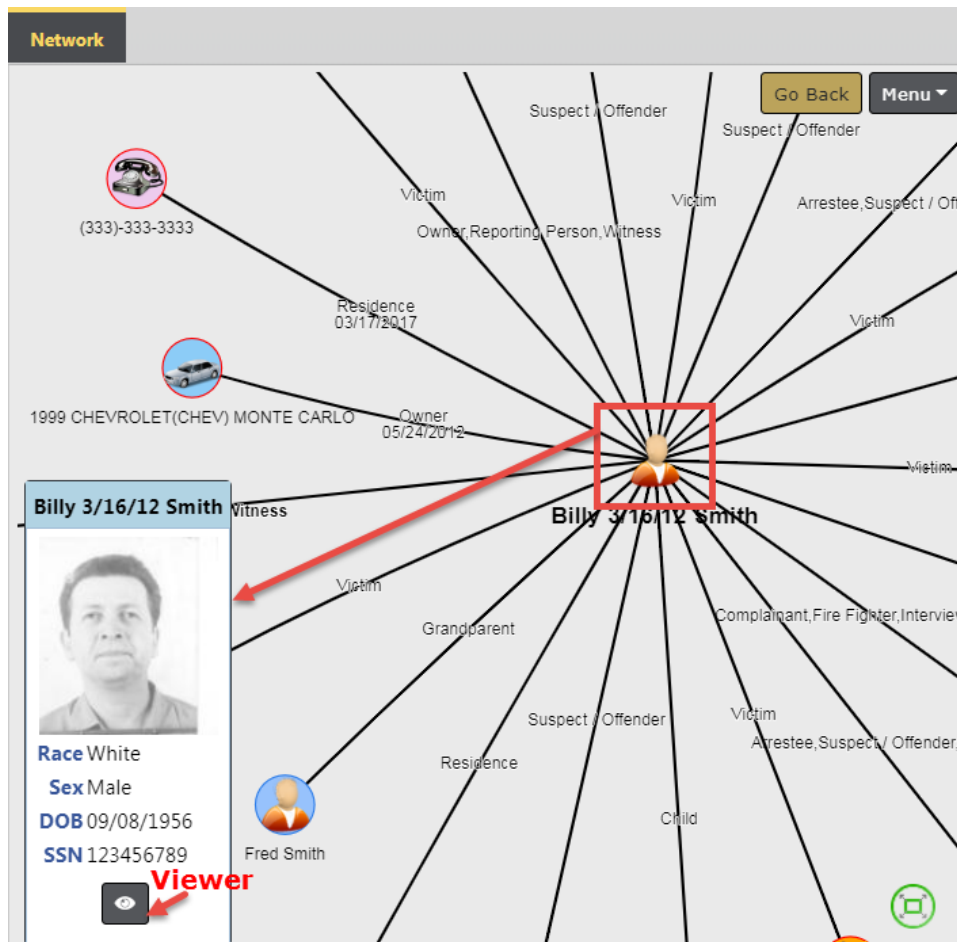 Network
Go Back
Menu
Suspect / Offender
Suspect / Offender
Victim
Victim
Arrestee,Suspect / Off
(333)-333-3333
Owner,Reporting Person,Witness
Residence
03/17/2017
Victim
1999 CHEVROLET(CHEV) MONTE CARLO
Owner
05/24/2012
Victim
Billy 3/16/12 Smith
Billy 3/16/12 Smith
Witness
Victim
Grandparent
Complainant,Fire Fighter,Intervie
Suspect / Offender
Victim
Arrestee,Suspect / Offender,
Residence
Child
Race White
Sex Male
DOB 09/08/1956
SSN 123456789
Fred Smith
Viewer